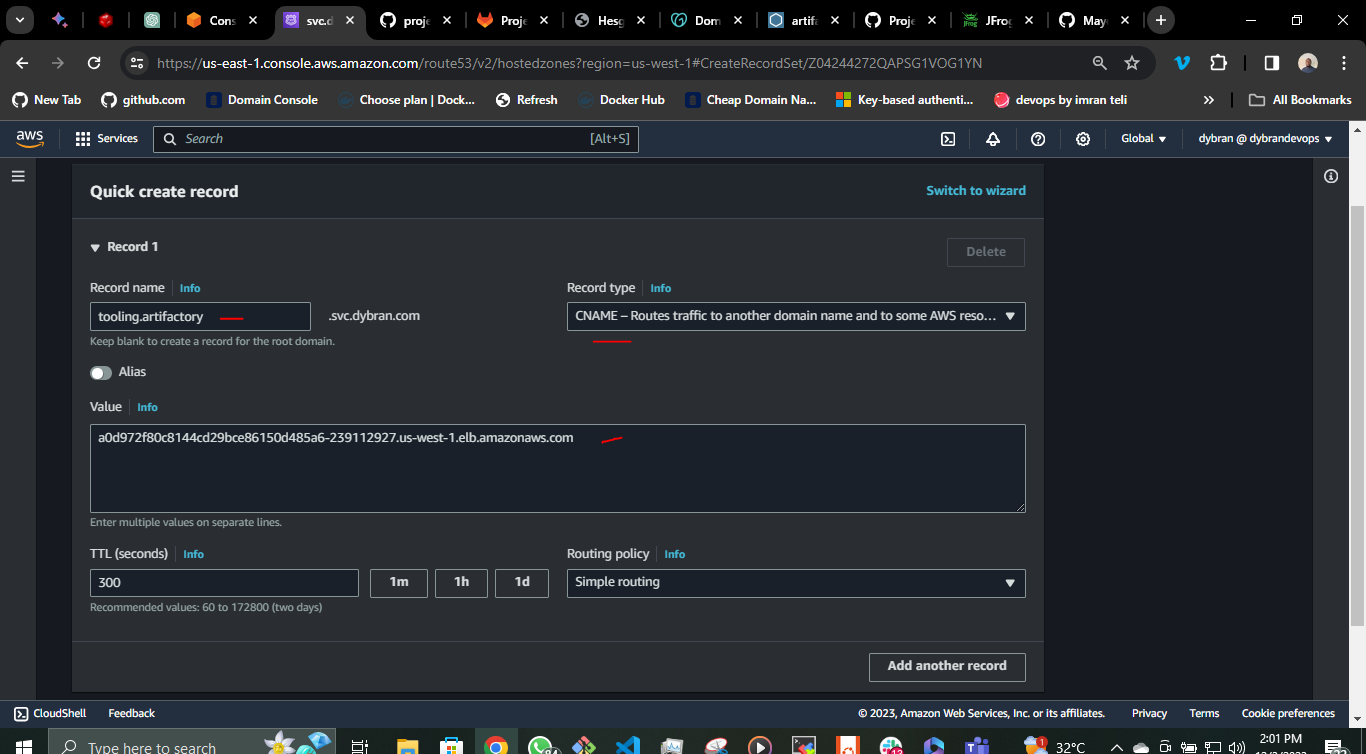 Cons
svc.d
proje
Proje
Hesg
Dom
artifa
Proje
JFrog
May
https://us-east-1.console.aws.amazon.com/route53/v2/hostedzones?region=us-west-1#CreateRecordSet/Z04244272QAPSG1VOG1YN
New Tab
github.com
Domain Console
Choose plan | Dock...
Refresh
Docker Hub
Cheap Domain Na...
Key-based authenti...
devops by imran teli
All Bookmarks
aws
Services
Search
[Alt+S]
Global
dybran @ dybrandevops
Quick create record
Switch to wizard
Record 1
Delete
Record name
Info
Record type
Info
tooling.artifactory
.svc.dybran.com
CNAME – Routes traffic to another domain name and to some AWS reso...
Keep blank to create a record for the root domain.
Alias
Value
Info
a0d972f80c8144cd29bce86150d485a6-239112927.us-west-1.elb.amazonaws.com
Enter multiple values on separate lines.
TTL (seconds)
Info
Routing policy
Info
300
1m
1h
1d
Simple routing
Recommended values: 60 to 172800 (two days)
Add another record
CloudShell
Feedback
© 2023, Amazon Web Services, Inc. or its affiliates.
Privacy
Terms
Cookie preferences
Type here to search
32°C
2:01 PM